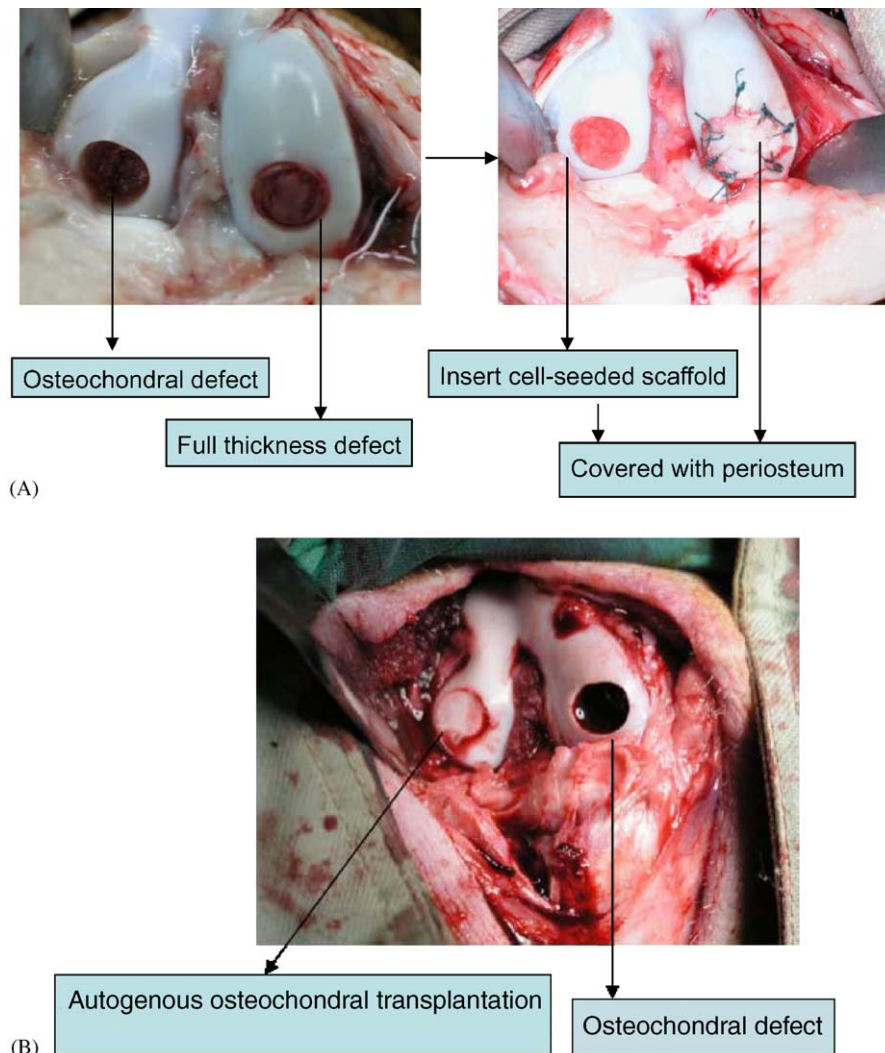 Osteochondral defect
Insert cell-seeded scaffold
Full thickness defect
Covered with periosteum
(A)
Autogenous osteochondral transplantation
Osteochondral defect
(B)